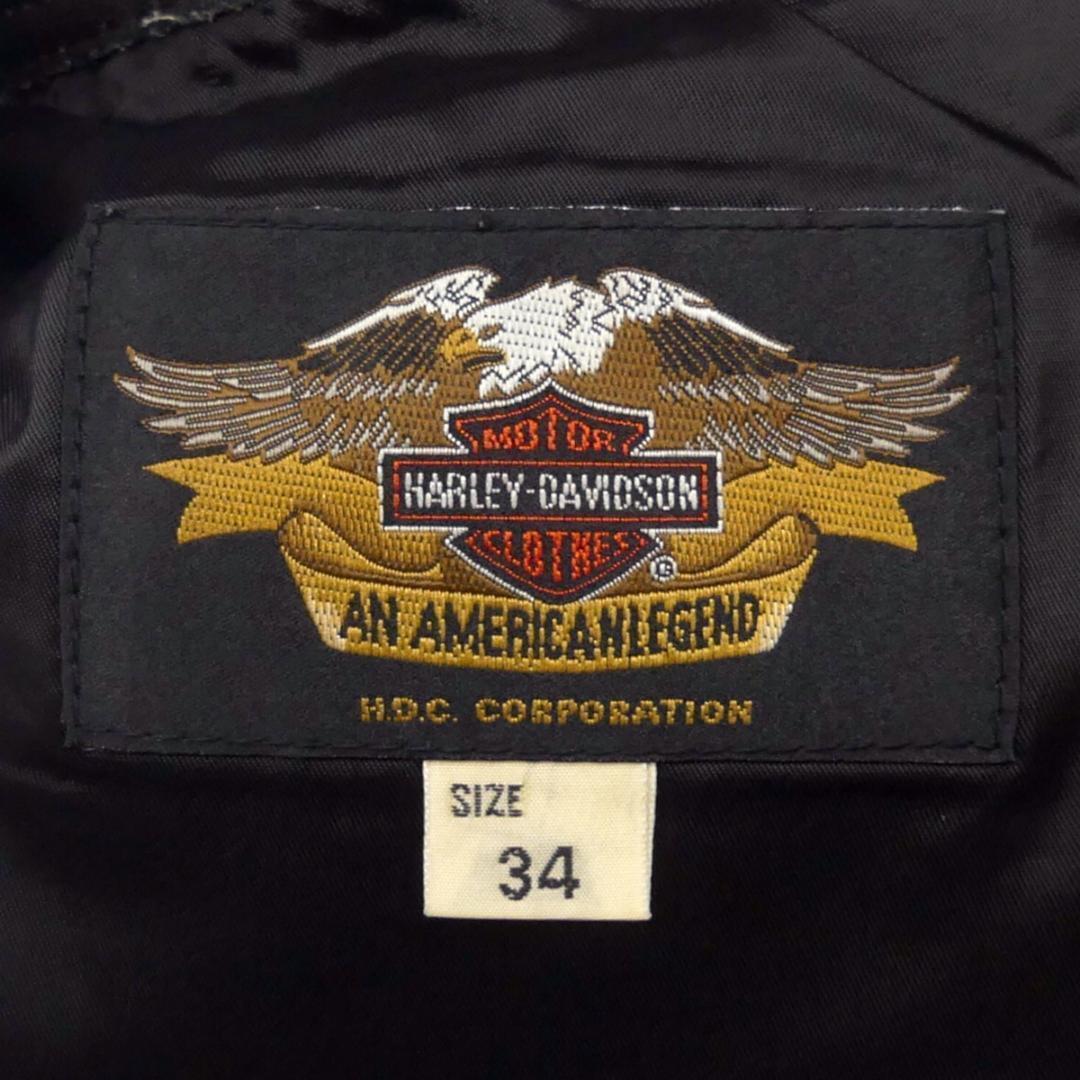 MOTOR
HARLEY-DAVIDSON
CLOTHES
®
AN AMERICAN LEGEND
H.D.C. CORPORATION
SIZE
34